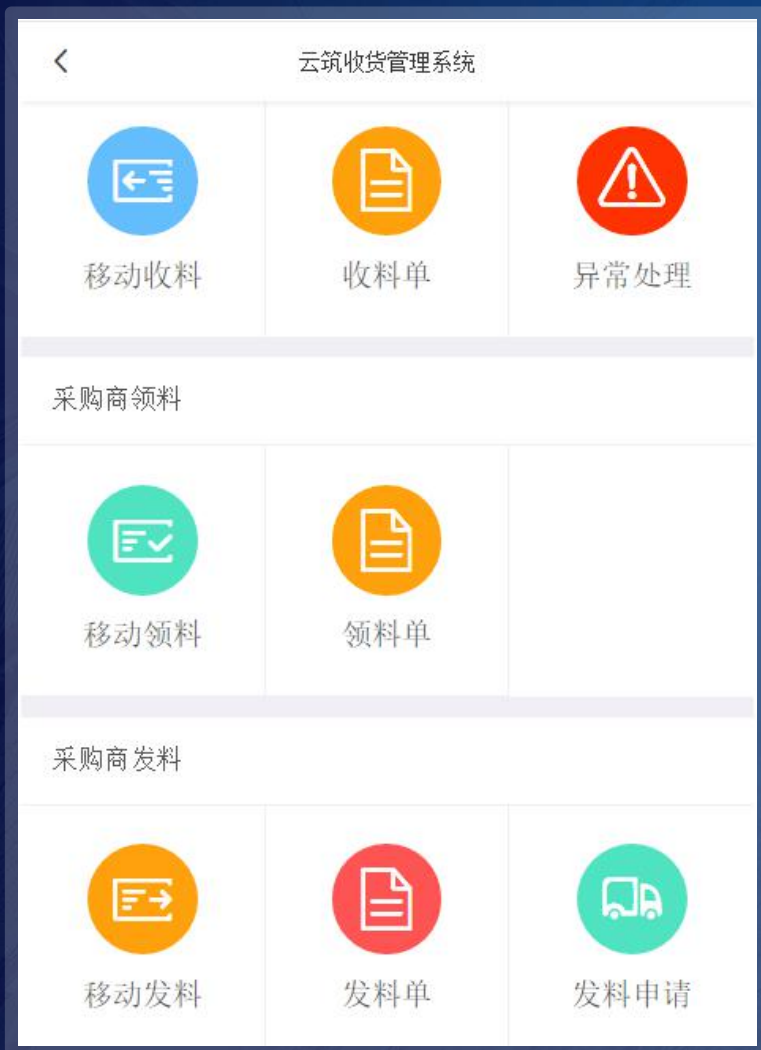 云筑收货管理系统
移动收料 收料单 异常处理
采购商领料
移动领料 领料单
采购商发料
移动发料 发料单 发料申请